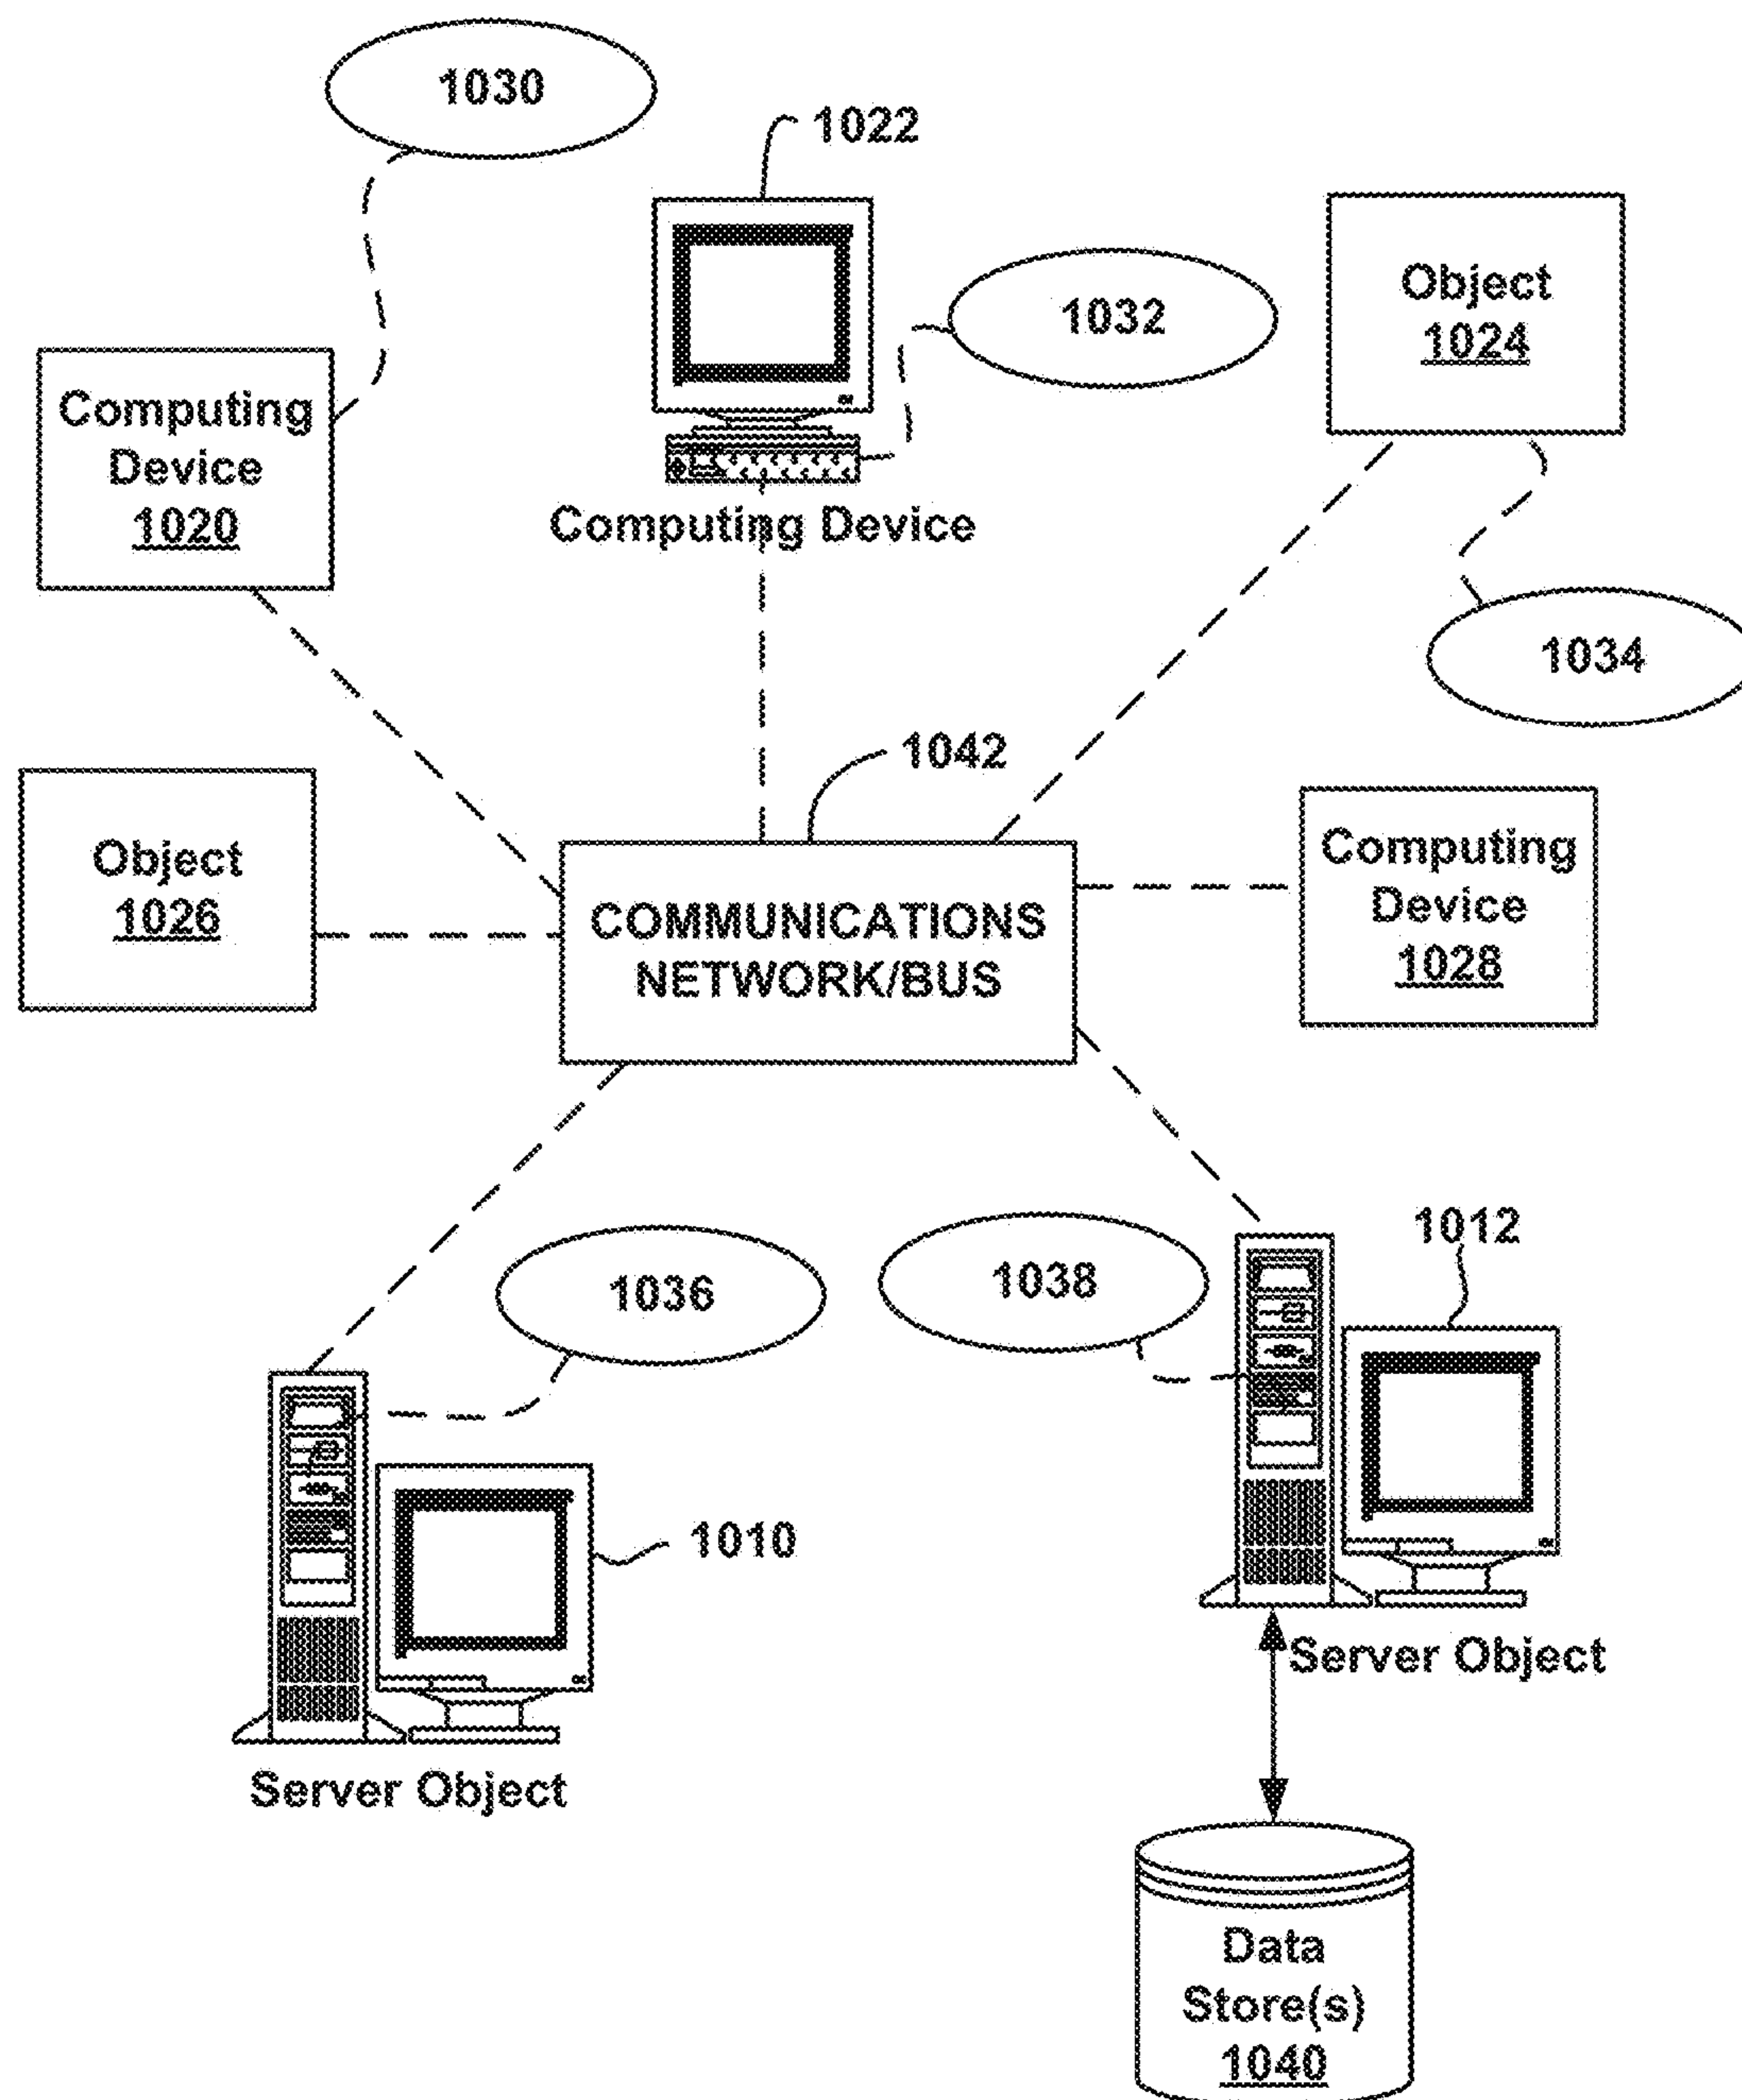 1030
1022
1032
Object
1024
Computing
Device
1020
Computing Device
1034
1042
Object
1026
COMMUNICATIONS
NETWORK/BUS
Computing
Device
1028
1036
1038
1012
1010
Server Object
Server Object
Data
Store(s)
1040